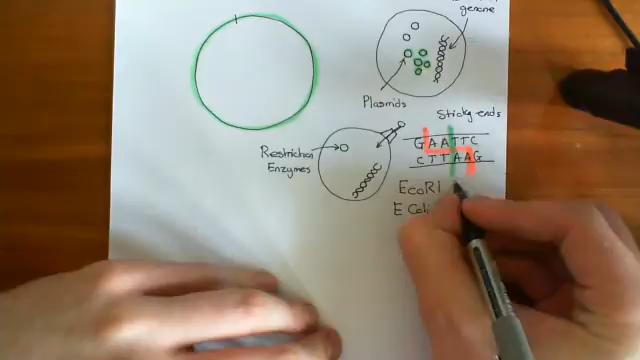 genome
Plasmids
Sticky ends
Restriction
Enzymes
GAATTC
CTTAAG
EcoRI
E Coli